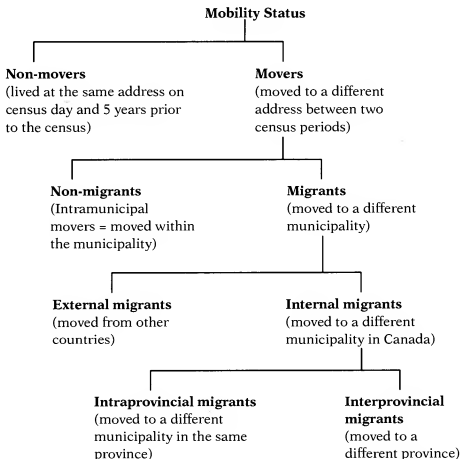 Mobility Status
Non-movers
(lived at the same address on
census day and 5 years prior
to the census)
Movers
(moved to a different
address between two
census periods)
Non-migrants
(Intramunicipal
movers = moved within
the municipality)
Migrants
(moved to a different
municipality)
External migrants
(moved from other
countries)
Internal migrants
(moved to a different
municipality in Canada)
Intraprovincial migrants
(moved to a different
municipality in the same
province)
Interprovincial
migrants
(moved to a
different province)